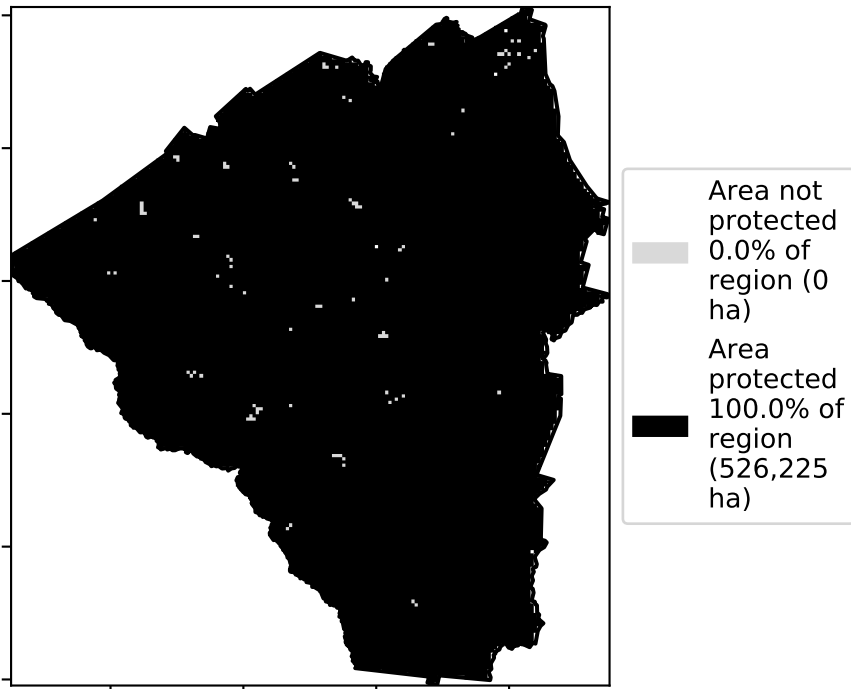 Area not
protected
0.0% of
region (0
ha)
Area
protected
100.0% of
region
(526,225
ha)